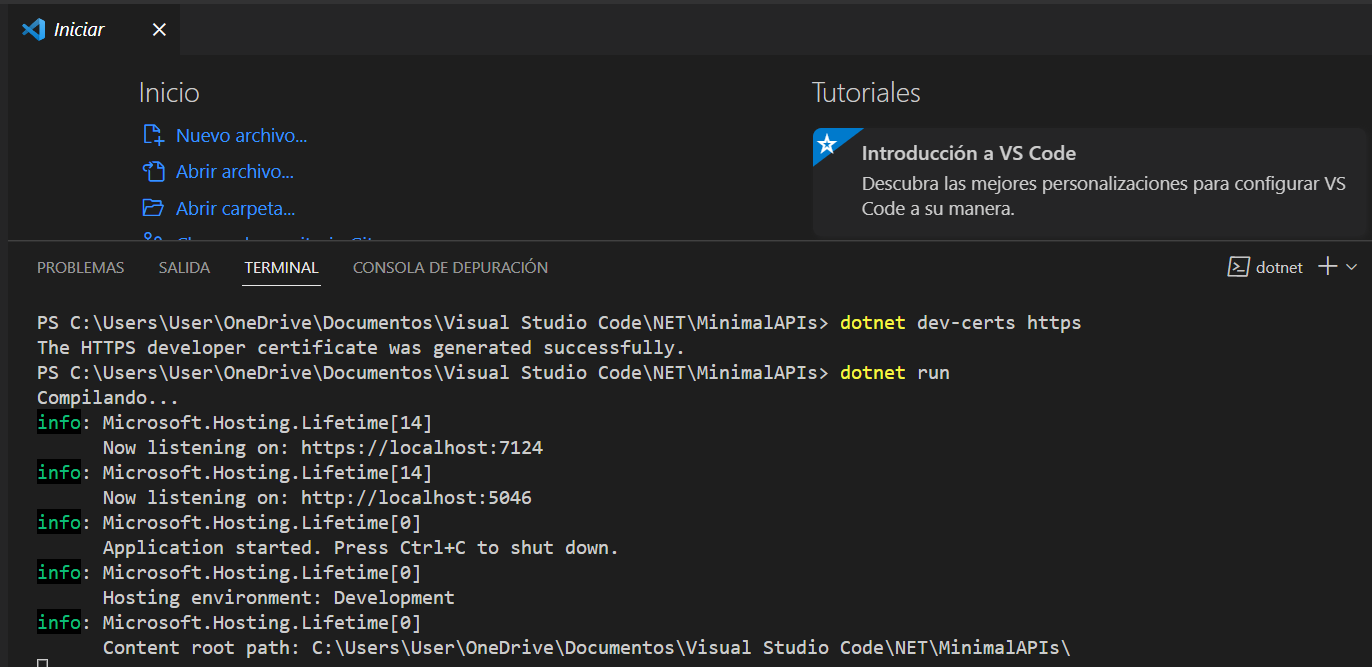 Iniciar
Inicio
Nuevo archivo...
Abrir archivo...
Abrir carpeta...
Tutoriales
Introducción a VS Code
Descubra las mejores personalizaciones para configurar VS
Code a su manera.
PROBLEMAS SALIDA TERMINAL CONSOLA DE DEPURACIÓN dotnet
PS C:\Users\User\OneDrive\Documentos\Visual Studio Code\NET\MinimalAPIs> dotnet dev-certs https
The HTTPS developer certificate was generated successfully.
PS C:\Users\User\OneDrive\Documentos\Visual Studio Code\NET\MinimalAPIs> dotnet run
Compilando...
info: Microsoft.Hosting.Lifetime[14]
Now listening on: https://localhost:7124
info: Microsoft.Hosting.Lifetime[14]
Now listening on: http://localhost:5046
info: Microsoft.Hosting.Lifetime[0]
Application started. Press Ctrl+C to shut down.
info: Microsoft.Hosting.Lifetime[0]
Hosting environment: Development
info: Microsoft.Hosting.Lifetime[0]
Content root path: C:\Users\User\OneDrive\Documentos\Visual Studio Code\NET\MinimalAPIs\